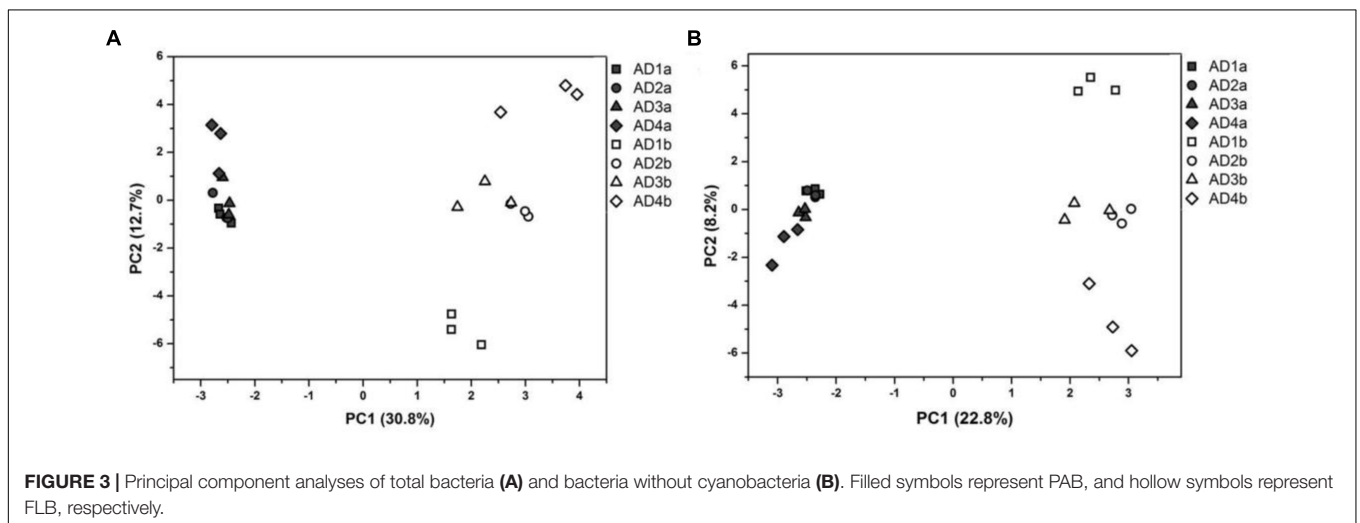 A
PC2 (12.7%)
6
4
2
0
-2
-4
-6
-3
-2
-1
0
1
2
3
4
PC1 (30.8%)
AD1a
AD2a
AD3a
AD4a
AD1b
AD2b
AD3b
AD4b
B
PC2 (8.2%)
6
4
2
0
-2
-4
-6
-3
-2
-1
0
1
2
3
PC1 (22.8%)
AD1a
AD2a
AD3a
AD4a
AD1b
AD2b
AD3b
AD4b
FIGURE 3 | Principal component analyses of total bacteria (A) and bacteria without cyanobacteria (B). Filled symbols represent PAB, and hollow symbols represent
FLB, respectively.